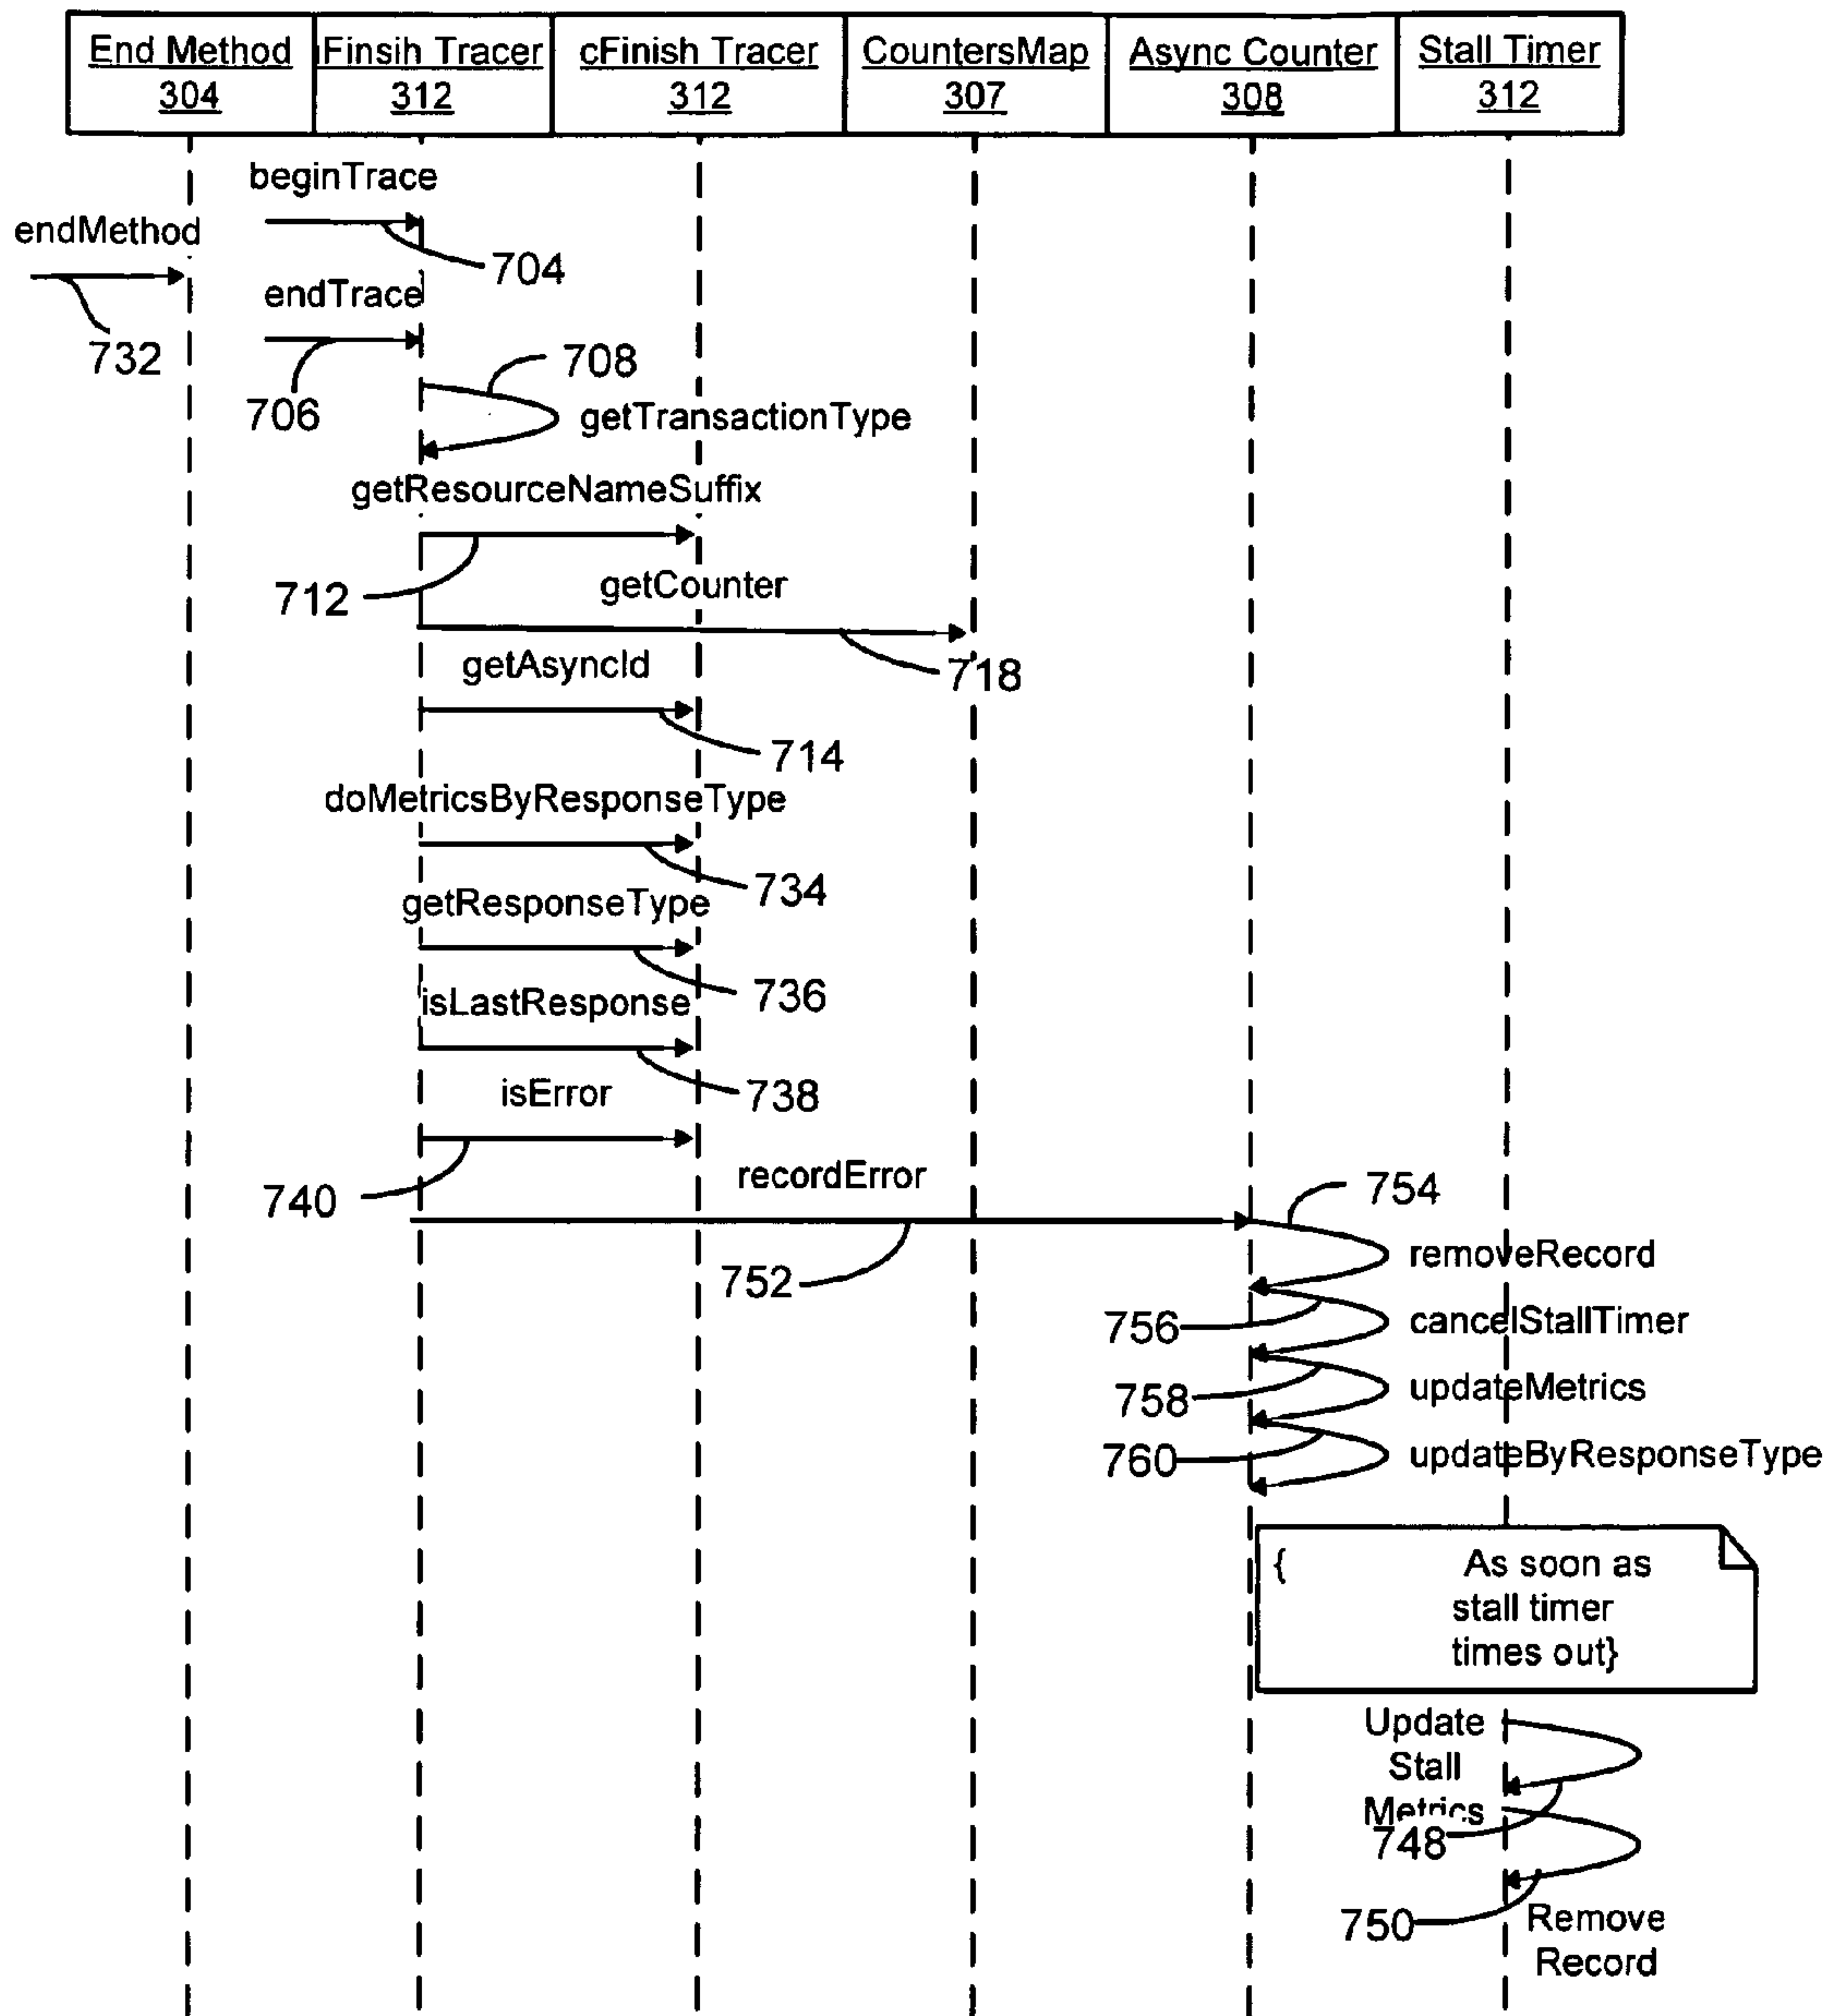 End Method
304
iFinsih Tracer
312
cFinish Tracer
312
CountersMap
307
Async Counter
308
Stall Timer
312
beginTrace
endMethod
704
endTrace
732
708
706
getTransactionType
getResourceNameSuffix
712
getCounter
getAsyncId
718
714
doMetricsByResponseType
734
getResponseType
736
isLastResponse
738
isError
740
recordError
754
752
removeRecord
756
cancelStallTimer
758
updateMetrics
760
updateByResponseType
{ As soon as
stall timer
times out}
Update
Stall
Metrics
748
750
Remove
Record